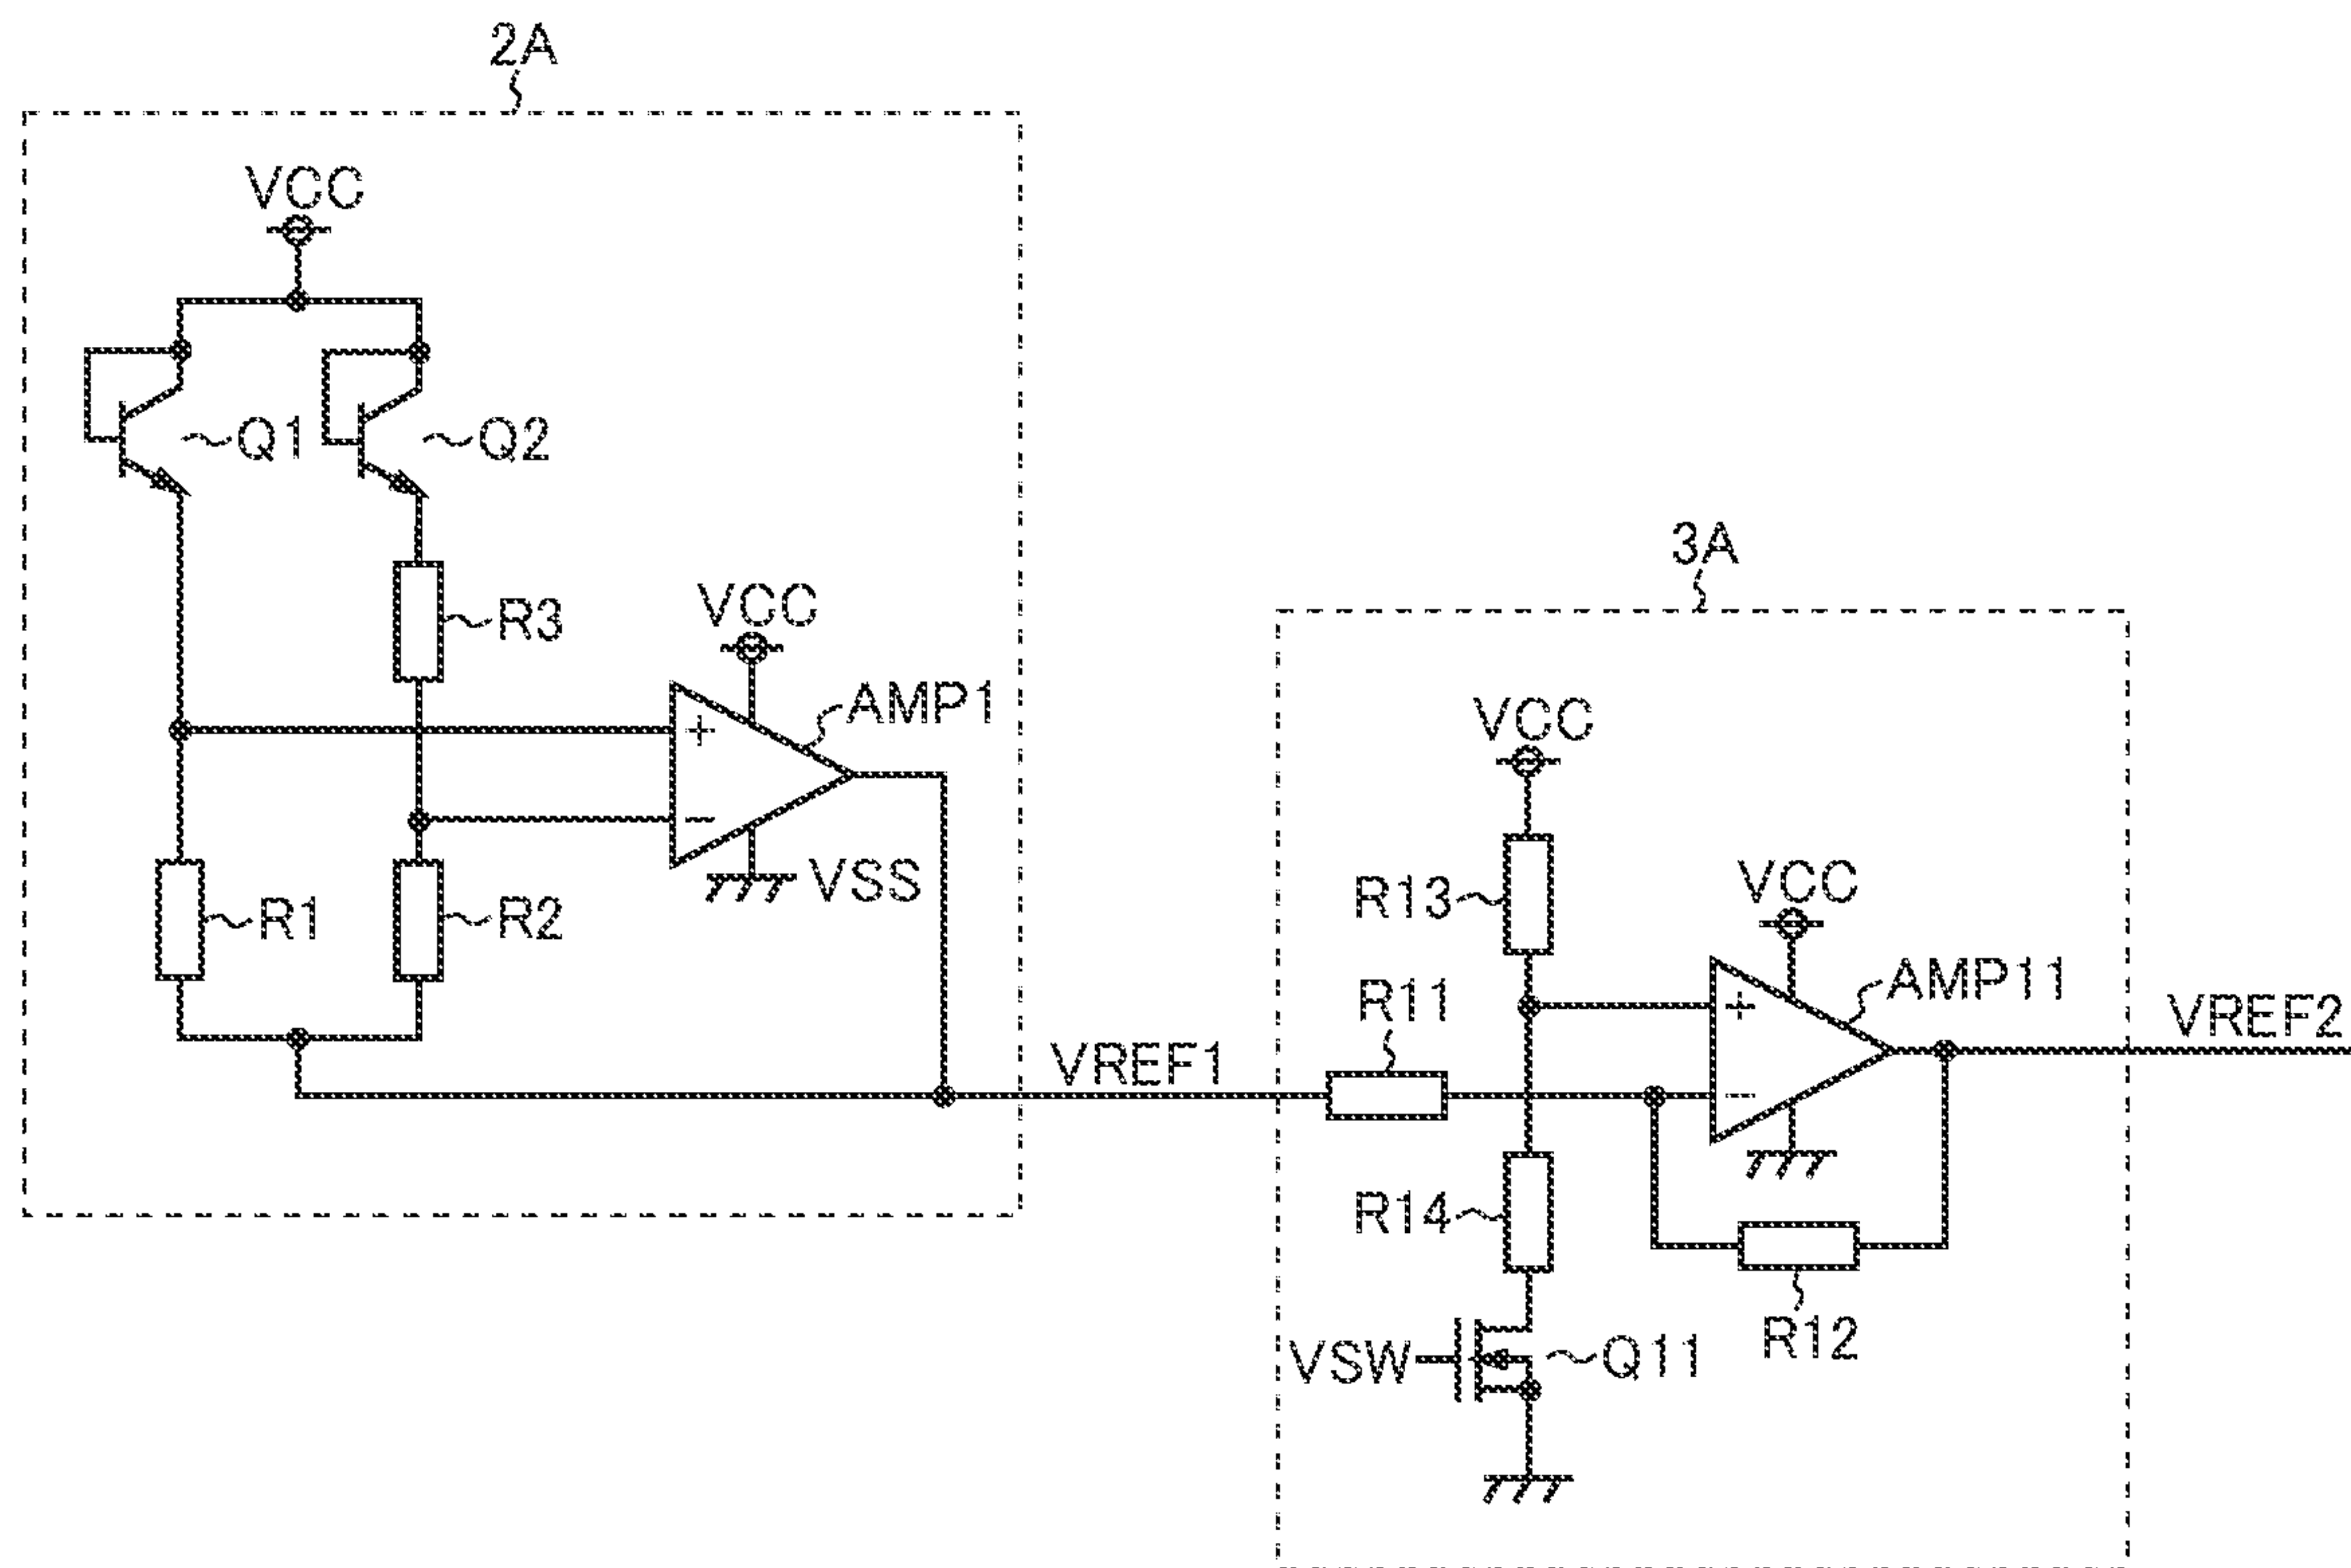 2A
VCC
Q1
Q2
R3
VCC
AMP1
+
−
VSS
R1
R2
VREF1
3A
VCC
R13
VCC
R11
AMP11
+
−
VREF2
R14
R12
VSW
Q11